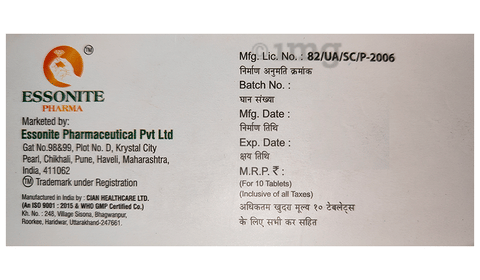 TM
ESSONITE
PHARMA
Marketed by:
Essonite Pharmaceutical Pvt Ltd
Gat No.98&99, Plot No. D, Krystal City
Pearl, Chikhali, Pune, Haveli, Maharashtra,
India, 411062
TM Trademark under Registration
Manufactured in India by : CIAN HEALTHCARE LTD.
(An ISO 9001 : 2015 & WHO GMP Certified Co.)
Kh. No. : 248, Village Sisona, Bhagwanpur,
Roorkee, Haridwar, Uttarakhand-247661.
1mg
Mfg. Lic. No. : 82/UA/SC/P-2006
निर्माण अनुमति क्रमांक
Batch No. :
घान संख्या
Mfg. Date :
निर्माण तिथि
Exp. Date :
क्षय तिथि
M.R.P. ₹ :
(For 10 Tablets)
(Inclusive of all Taxes)
अधिकतम खुदरा मूल्य १० टेबलेट्स
के लिए सभी कर सहित